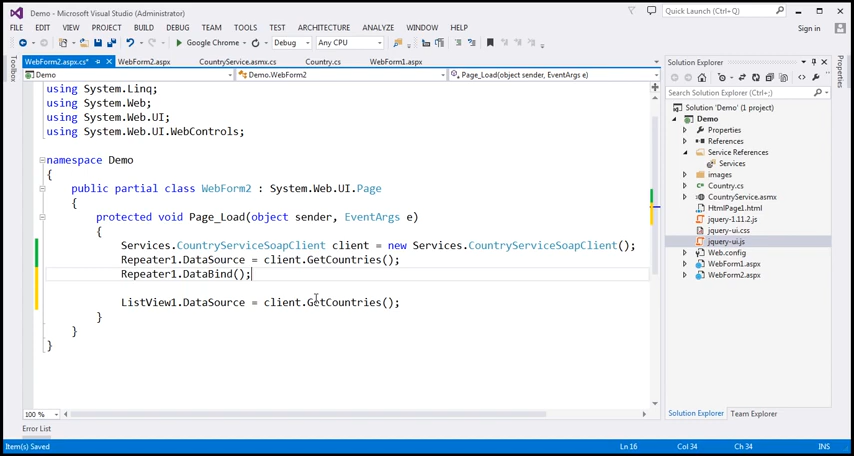 Demo - Microsoft Visual Studio (Administrator)
Quick Launch (Ctrl+Q)
FILE EDIT VIEW PROJECT BUILD DEBUG TEAM TOOLS TEST ARCHITECTURE ANALYZE WINDOW HELP
Sign in
Google Chrome
Debug
Any CPU
Toolbox
WebForm2.aspx.cs*
WebForm2.aspx
CountryService.asmx.cs
Country.cs
WebForm1.aspx
Demo
Demo.WebForm2
Page_Load(object sender, EventArgs e)
using System.Linq;
using System.Web;
using System.Web.UI;
using System.Web.UI.WebControls;
namespace Demo
{
public partial class WebForm2 : System.Web.UI.Page
{
protected void Page_Load(object sender, EventArgs e)
{
Services.CountryServiceSoapClient client = new Services.CountryServiceSoapClient();
Repeater1.DataSource = client.GetCountries();
Repeater1.DataBind();
ListView1.DataSource = client.GetCountries();
}
}
}
100 %
Error List
Item(s) Saved
Ln 16
Col 34
Ch 34
INS
Solution Explorer
Search Solution Explorer (Ctrl+;)
Solution 'Demo' (1 project)
Demo
Properties
References
Service References
Services
images
Country.cs
CountryService.asmx
HtmlPage1.html
jquery-1.11.2.js
jquery-ui.css
jquery-ui.js
Web.config
WebForm1.aspx
WebForm2.aspx
Solution Explorer
Team Explorer
Properties